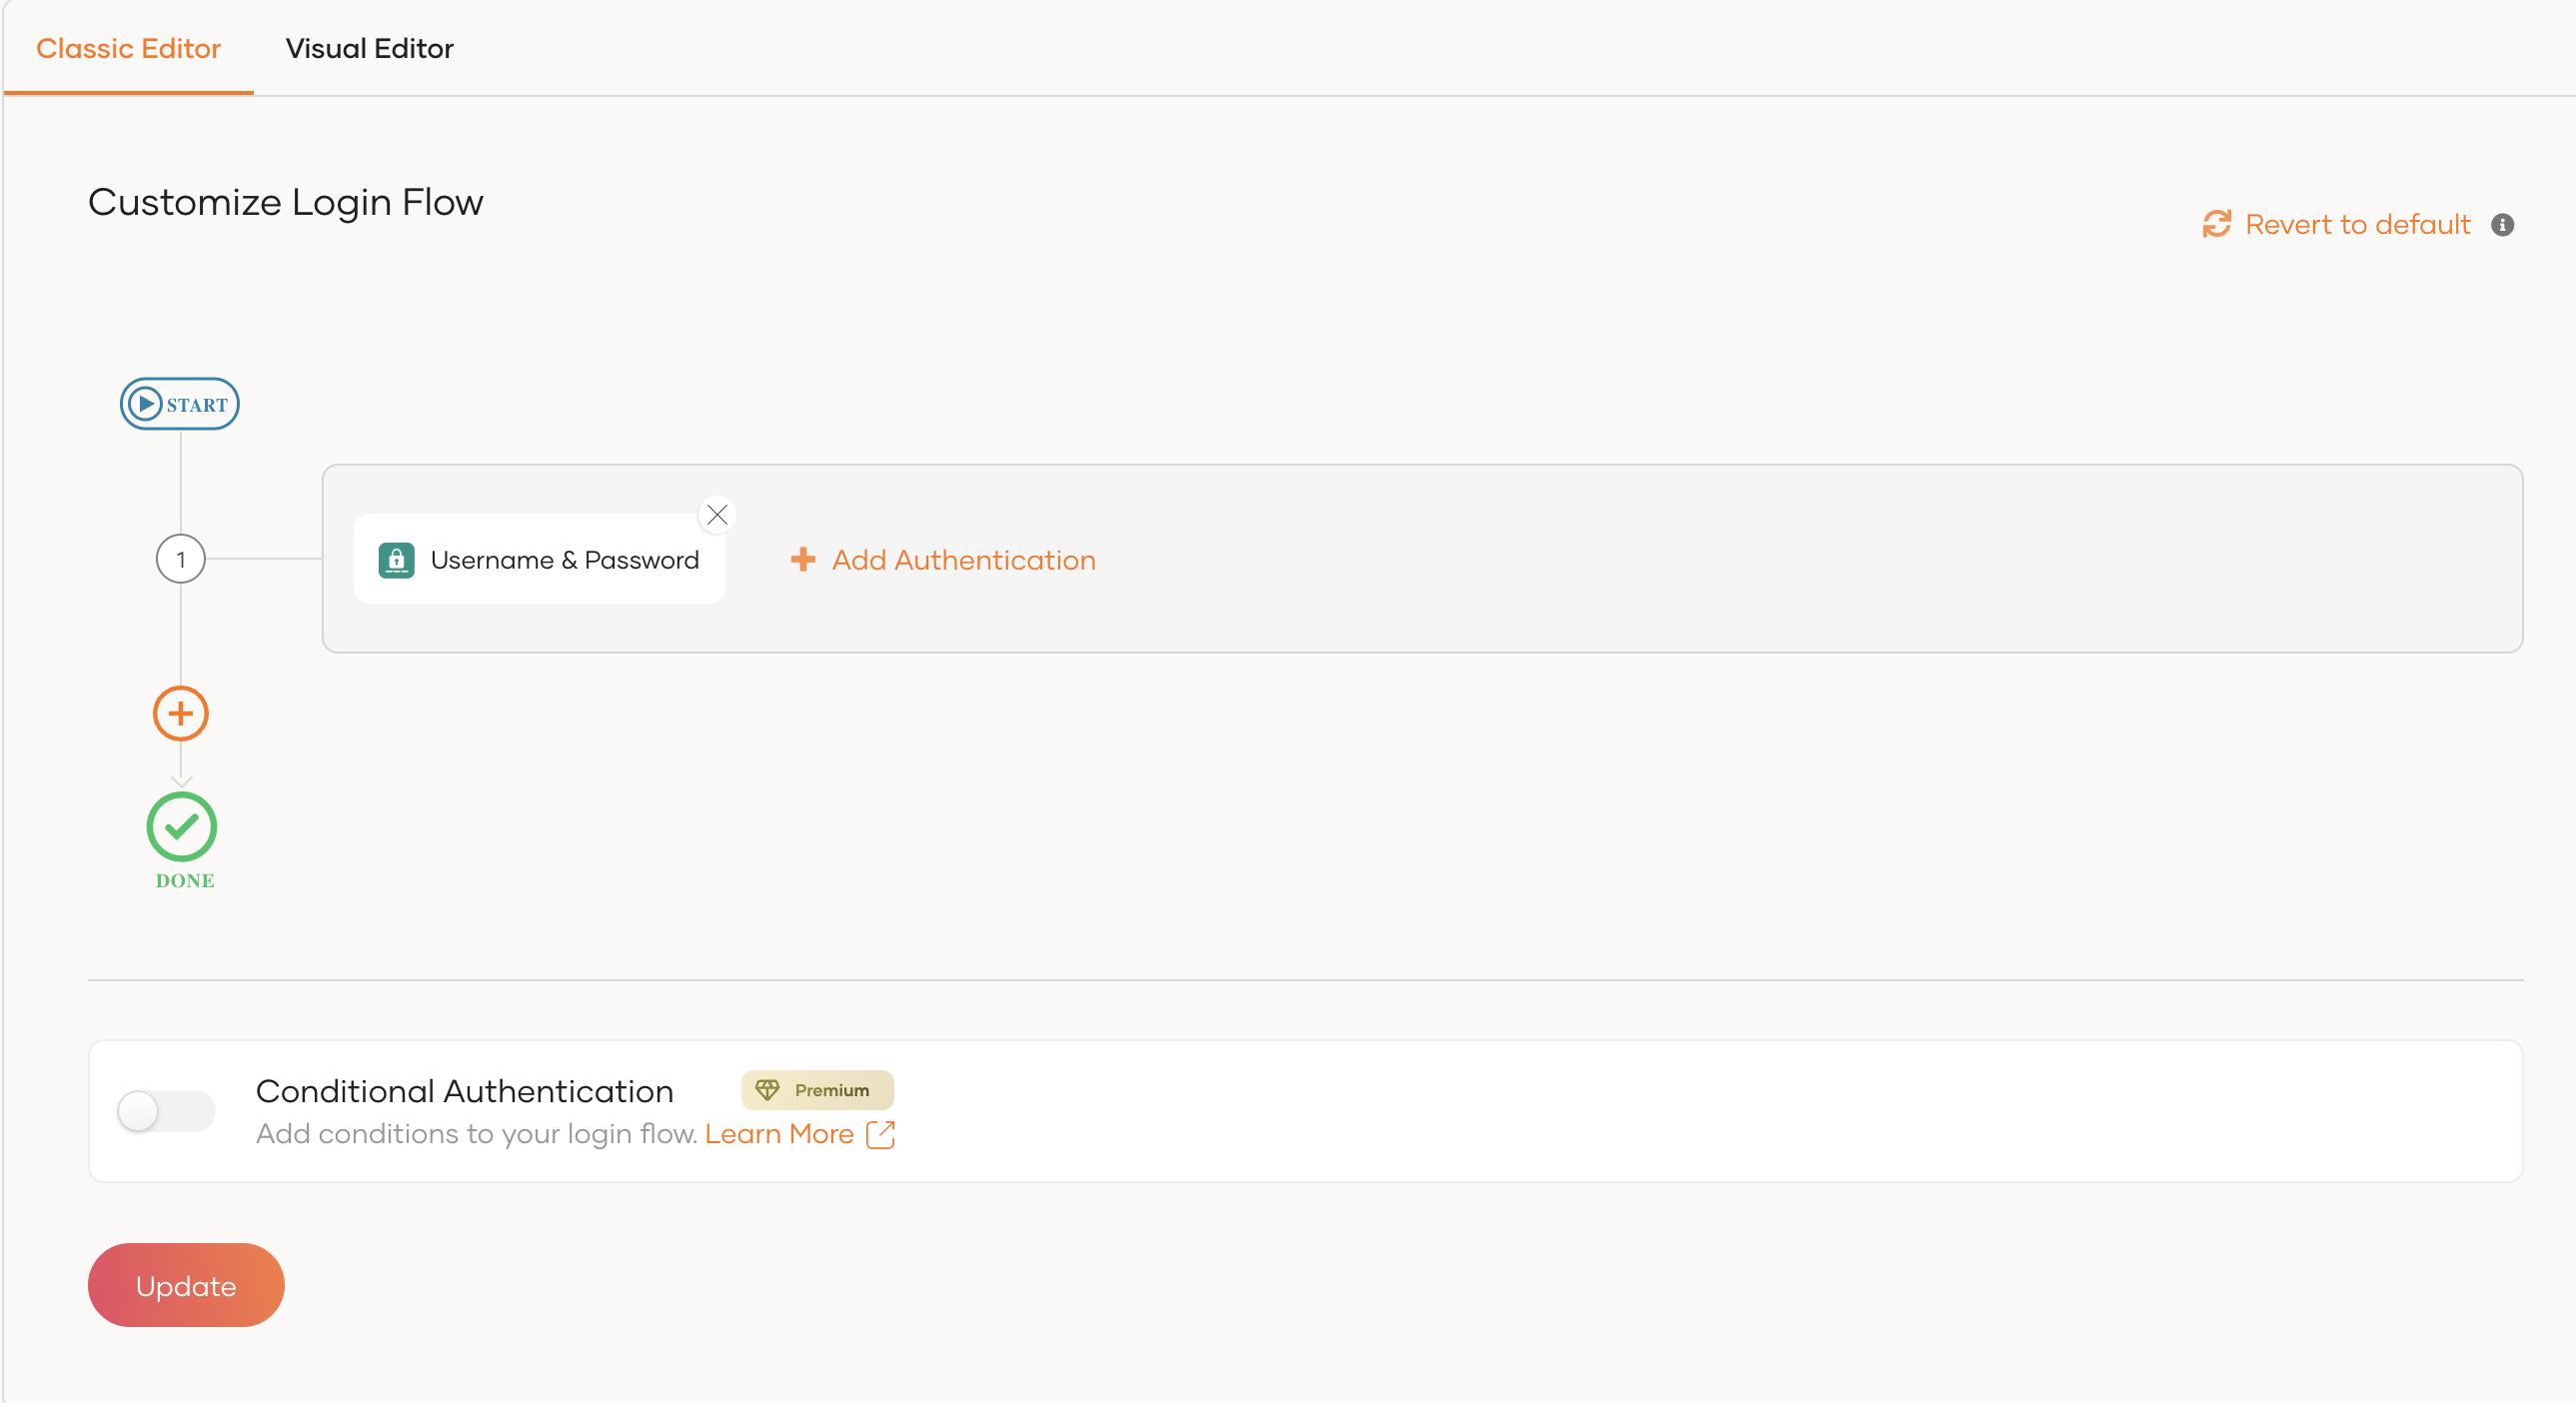 Classic Editor
Visual Editor
Customize Login Flow
Revert to default
START
1
Username & Password
Add Authentication
DONE
Conditional Authentication
Premium
Add conditions to your login flow. Learn More
Update